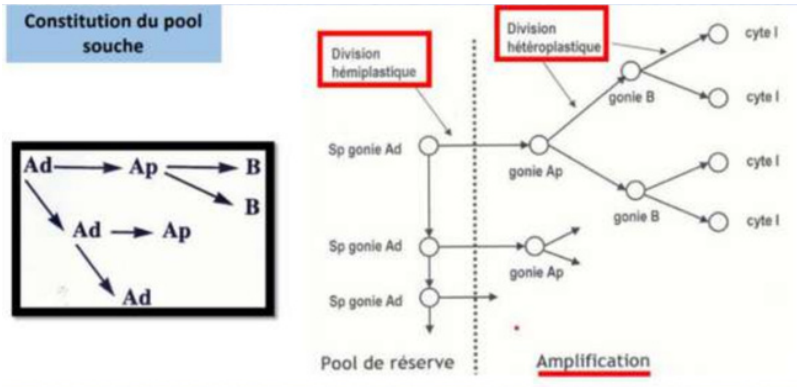 Constitution du pool
souche
Division
hémiplastique
Division
hétéroplastique
cyte I
gonie B
cyte I
Sp gonie Ad
gonie Ap
cyte I
gonie B
cyte I
Sp gonie Ad
gonie Ap
Sp gonie Ad
Pool de réserve
Amplification
Ad Ap B
B
Ad Ap
Ad